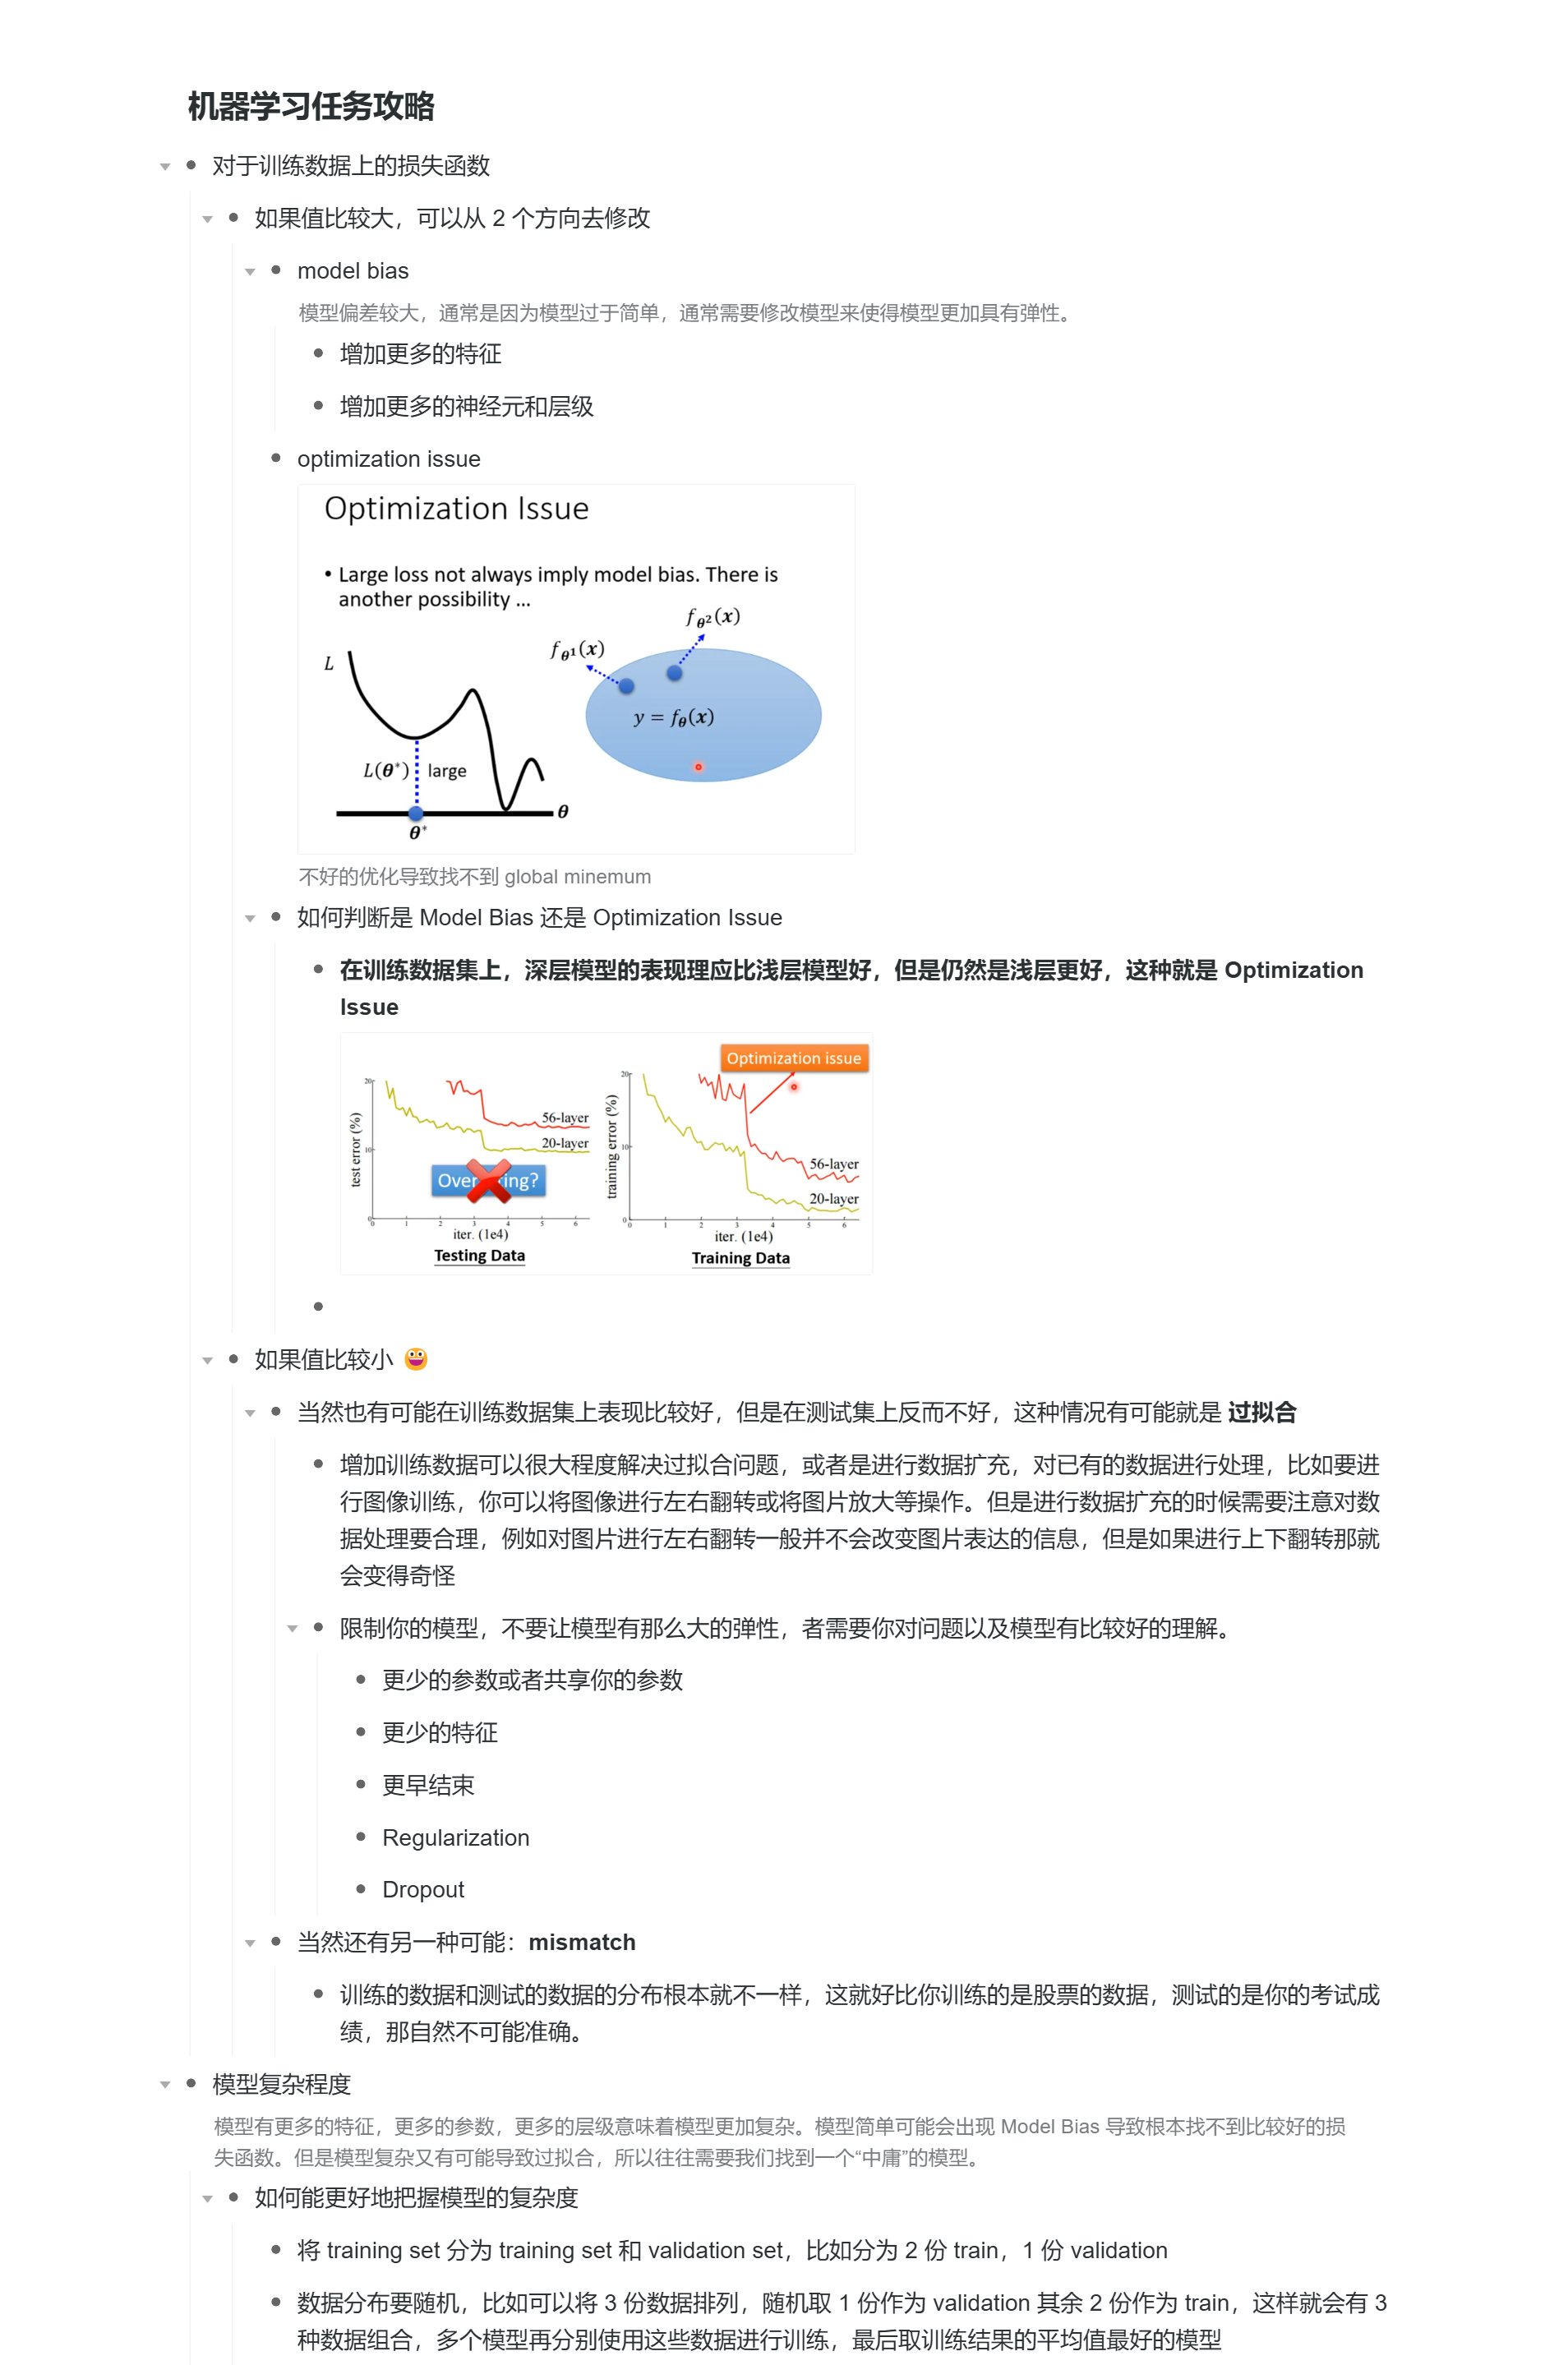 机器学习任务攻略
对于训练数据上的损失函数
如果值比较大，可以从 2 个方向去修改
model bias
模型偏差较大，通常是因为模型过于简单，通常需要修改模型来使得模型更加具有弹性。
增加更多的特征
增加更多的神经元和层级
optimization issue
Optimization Issue
• Large loss not always imply model bias. There is
another possibility ...
L
L(θ*) large
θ*
θ
f_θ¹(x)
f_θ²(x)
y = f_θ(x)
不好的优化导致找不到 global minemum
如何判断是 Model Bias 还是 Optimization Issue
在训练数据集上，深层模型的表现理应比浅层模型好，但是仍然是浅层更好，这种就是 Optimization
Issue
test error (%)
20
10
0
56-layer
20-layer
Over ing?
0 1 2 3 4 5 6
iter. (1e4)
Testing Data
Optimization issue
training error (%)
20
10
0
56-layer
20-layer
0 1 2 3 4 5 6
iter. (1e4)
Training Data
如果值比较小 😀
当然也有可能在训练数据集上表现比较好，但是在测试集上反而不好，这种情况有可能就是 过拟合
增加训练数据可以很大程度解决过拟合问题，或者是进行数据扩充，对已有的数据进行处理，比如要进
行图像训练，你可以将图像进行左右翻转或将图片放大等操作。但是进行数据扩充的时候需要注意对数
据处理要合理，例如对图片进行左右翻转一般并不会改变图片表达的信息，但是如果进行上下翻转那就
会变得奇怪
限制你的模型，不要让模型有那么大的弹性，者需要你对问题以及模型有比较好的理解。
更少的参数或者共享你的参数
更少的特征
更早结束
Regularization
Dropout
当然还有另一种可能：mismatch
训练的数据和测试的数据的分布根本就不一样，这就好比你训练的是股票的数据，测试的是你的考试成
绩，那自然不可能准确。
模型复杂程度
模型有更多的特征，更多的参数，更多的层级意味着模型更加复杂。模型简单可能会出现 Model Bias 导致根本找不到比较好的损
失函数。但是模型复杂又有可能导致过拟合，所以往往需要我们找到一个“中庸”的模型。
如何能更好地把握模型的复杂度
将 training set 分为 training set 和 validation set，比如分为 2 份 train，1 份 validation
数据分布要随机，比如可以将 3 份数据排列，随机取 1 份作为 validation 其余 2 份作为 train，这样就会有 3
种数据组合，多个模型再分别使用这些数据进行训练，最后取训练结果的平均值最好的模型